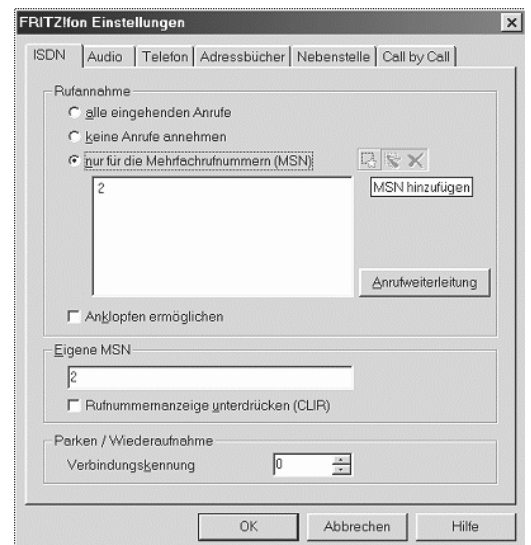 FRITZ!fon Einstellungen
ISDN Audio Telefon Adressbücher Nebenstelle Call by Call
Rufannahme
alle eingehenden Anrufe
keine Anrufe annehmen
nur für die Mehrfachrufnummern (MSN)
2
MSN hinzufügen
Anrufweiterleitung
Anklopfen ermöglichen
Eigene MSN
2
Rufnummernanzeige unterdrücken (CLIR)
Parken / Wiederaufnahme
Verbindungskennung 0
OK Abbrechen Hilfe